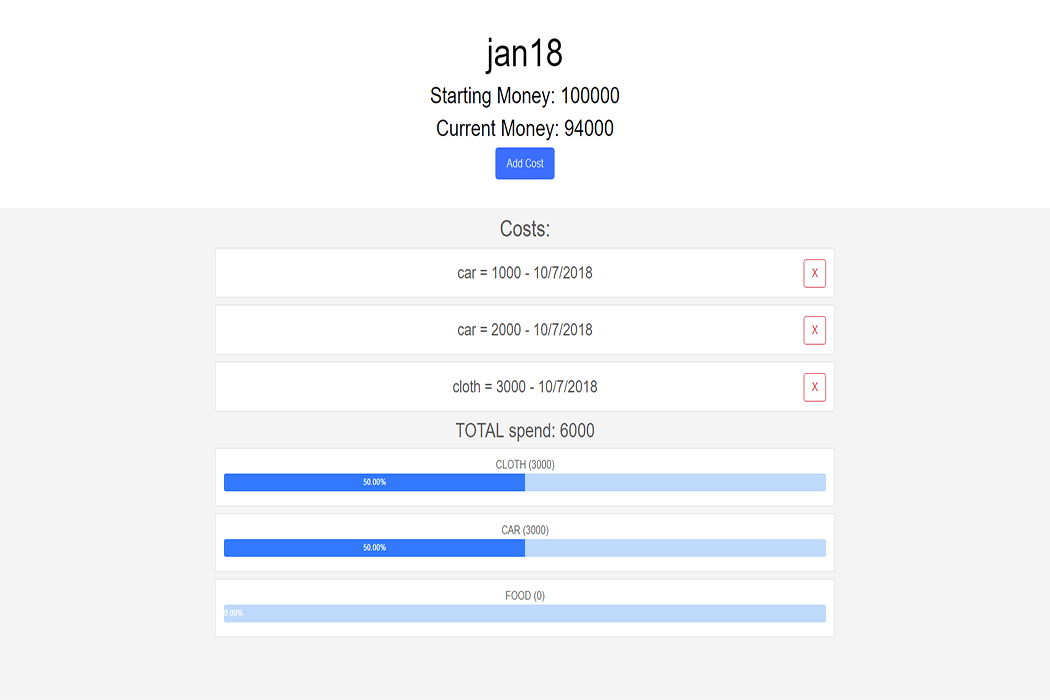 jan18
Starting Money: 100000
Current Money: 94000
Add Cost
Costs:
car = 1000 - 10/7/2018 X
car = 2000 - 10/7/2018 X
cloth = 3000 - 10/7/2018 X
TOTAL spend: 6000
CLOTH (3000)
50.00%
CAR (3000)
50.00%
FOOD (0)
0.00%